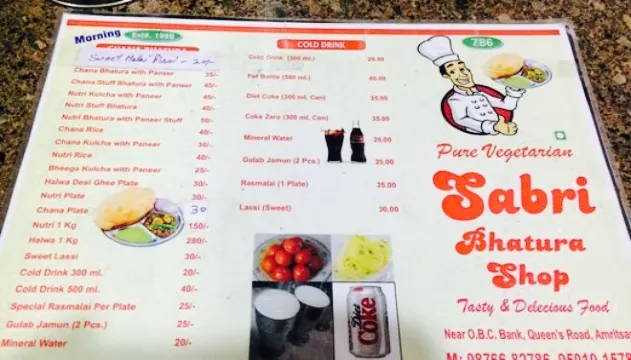 Morning
Estd.
CHANA BHATURA
Sweet
Chana Bhatura with Paneer 35/-
Chana Stuff Bhatura with Paneer 45/-
Nutri Kulcha with Paneer 40/-
Nutri Stuff Bhatura 40/-
Nutri Bhatura with Paneer Stuff 50/-
Chana Rice 40/-
Chana Kulcha with Paneer 30/-
Nutri Rice 40/-
Bheega Kulcha with Paneer 25/-
Halwa Desi Ghee Plate 30/-
Nutri Plate 30/-
Chana Plate 30
Nutri 1 Kg 150/-
Halwa 1 Kg 280/-
Sweet Lassi 30/-
Cold Drink 300 ml. 20/-
Cold Drink 500 ml. 40/-
Special Rasmalai Per Plate 25/-
Gulab Jamun (2 Pcs.) 25/-
Mineral Water 20/-
COLD DRINK
Cold Drink (300 ml.) 20.00
Pet Bottle (500 ml.) 40.00
Diet Coke (300 ml, Can) 35.00
Coke Zero (300 ml, Can) 35.00
Mineral Water 20.00
Gulab Jamun (2 Pcs.) 25.00
Rasmalai (1 Plate) 25.00
Lassi (Sweet) 30.00
Diet
Coke
786
Pure Vegetarian
Sabri
Bhatura
Shop
Tasty & Delecious Food
Near O.B.C. Bank, Queen's Road, Amritsar
M: